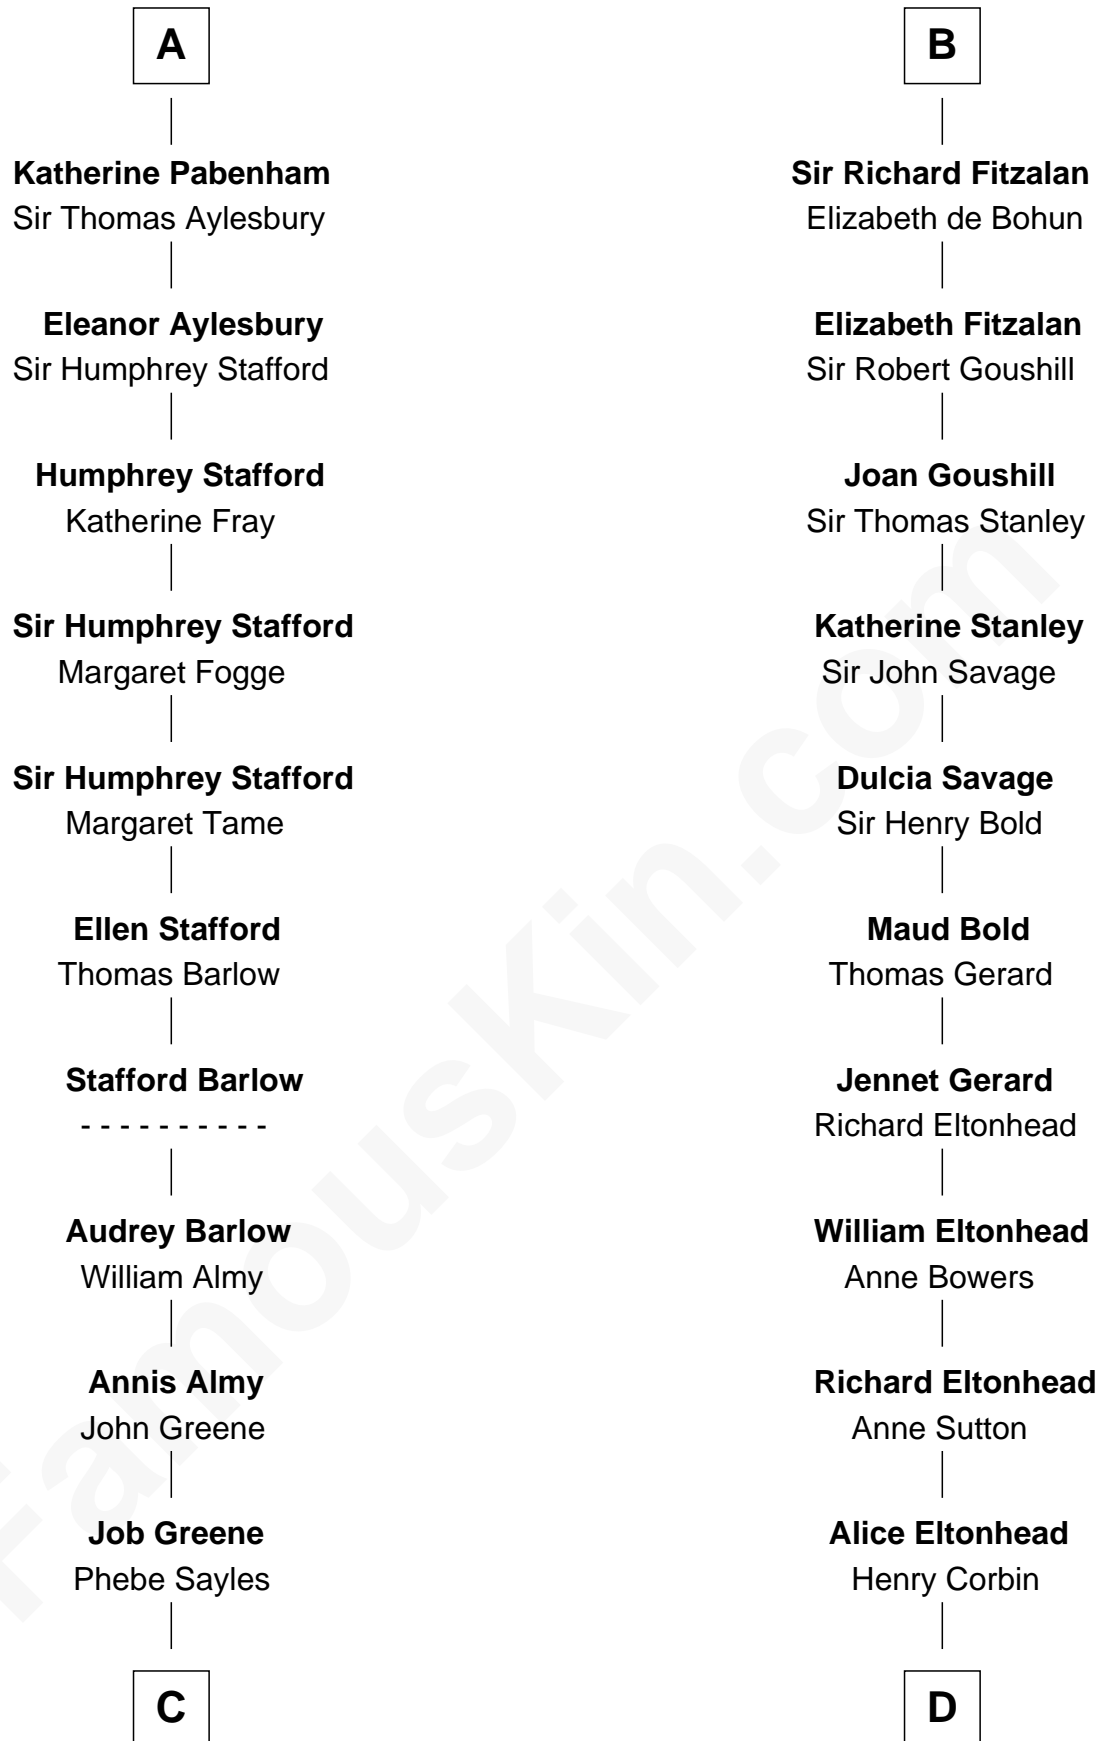 A
Katherine Pabenham
Sir Thomas Aylesbury
Eleanor Aylesbury
Sir Humphrey Stafford
Humphrey Stafford
Katherine Fray
Sir Humphrey Stafford
Margaret Fogge
Sir Humphrey Stafford
Margaret Tame
Ellen Stafford
Thomas Barlow
Stafford Barlow
- - - - - - - - - -
Audrey Barlow
William Almy
Annis Almy
John Greene
Job Greene
Phebe Sayles
C
B
Sir Richard Fitzalan
Elizabeth de Bohun
Elizabeth Fitzalan
Sir Robert Goushill
Joan Goushill
Sir Thomas Stanley
Katherine Stanley
Sir John Savage
Dulcia Savage
Sir Henry Bold
Maud Bold
Thomas Gerard
Jennet Gerard
Richard Eltonhead
William Eltonhead
Anne Bowers
Richard Eltonhead
Anne Sutton
Alice Eltonhead
Henry Corbin
D
FamousKin.com